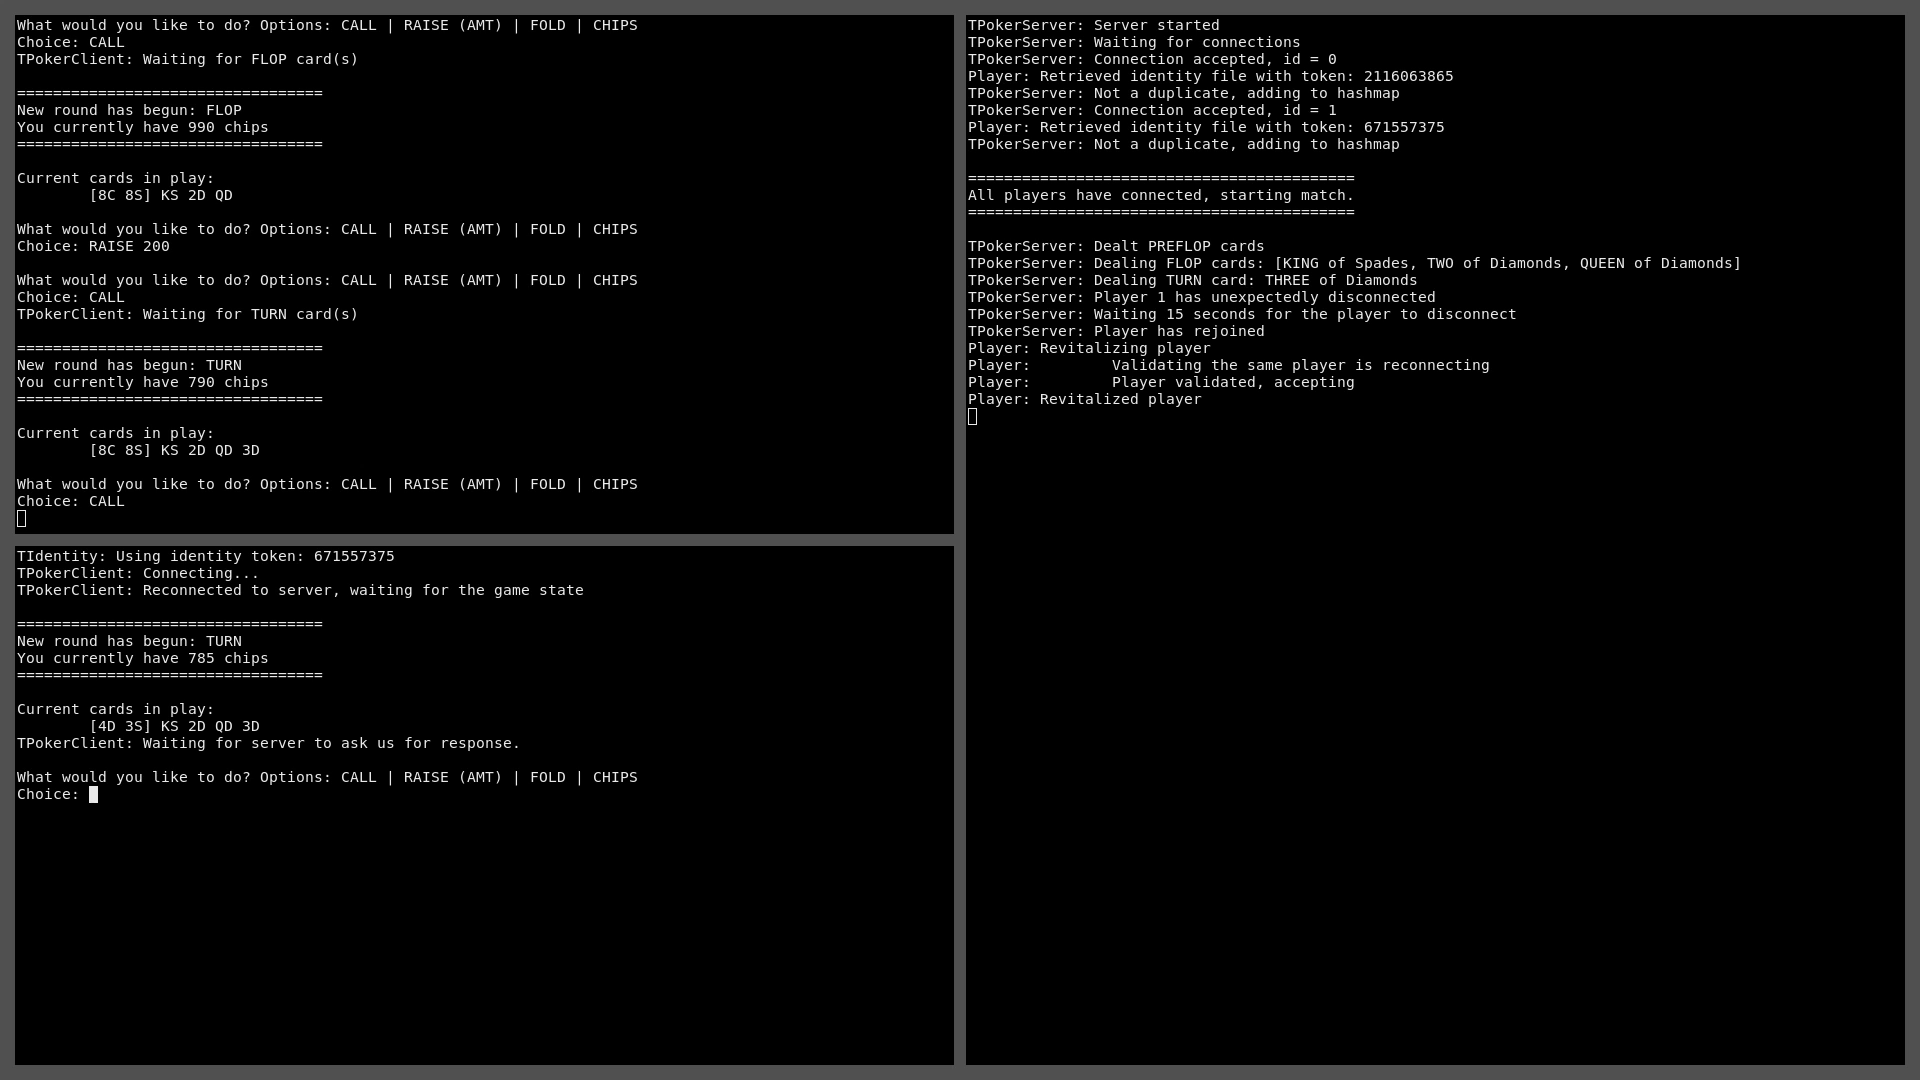 What would you like to do? Options: CALL | RAISE (AMT) | FOLD | CHIPS
Choice: CALL
TPokerClient: Waiting for FLOP card(s)
==================================
New round has begun: FLOP
You currently have 990 chips
==================================
Current cards in play:
[8C 8S] KS 2D QD
What would you like to do? Options: CALL | RAISE (AMT) | FOLD | CHIPS
Choice: RAISE 200
What would you like to do? Options: CALL | RAISE (AMT) | FOLD | CHIPS
Choice: CALL
TPokerClient: Waiting for TURN card(s)
==================================
New round has begun: TURN
You currently have 790 chips
==================================
Current cards in play:
[8C 8S] KS 2D QD 3D
What would you like to do? Options: CALL | RAISE (AMT) | FOLD | CHIPS
Choice: CALL
TIdentity: Using identity token: 671557375
TPokerClient: Connecting...
TPokerClient: Reconnected to server, waiting for the game state
==================================
New round has begun: TURN
You currently have 785 chips
==================================
Current cards in play:
[4D 3S] KS 2D QD 3D
TPokerClient: Waiting for server to ask us for response.
What would you like to do? Options: CALL | RAISE (AMT) | FOLD | CHIPS
Choice:
TPokerServer: Server started
TPokerServer: Waiting for connections
TPokerServer: Connection accepted, id = 0
Player: Retrieved identity file with token: 2116063865
TPokerServer: Not a duplicate, adding to hashmap
TPokerServer: Connection accepted, id = 1
Player: Retrieved identity file with token: 671557375
TPokerServer: Not a duplicate, adding to hashmap
===========================================
All players have connected, starting match.
===========================================
TPokerServer: Dealt PREFLOP cards
TPokerServer: Dealing FLOP cards: [KING of Spades, TWO of Diamonds, QUEEN of Diamonds]
TPokerServer: Dealing TURN card: THREE of Diamonds
TPokerServer: Player 1 has unexpectedly disconnected
TPokerServer: Waiting 15 seconds for the player to disconnect
TPokerServer: Player has rejoined
Player: Revitalizing player
Player:         Validating the same player is reconnecting
Player:         Player validated, accepting
Player: Revitalized player